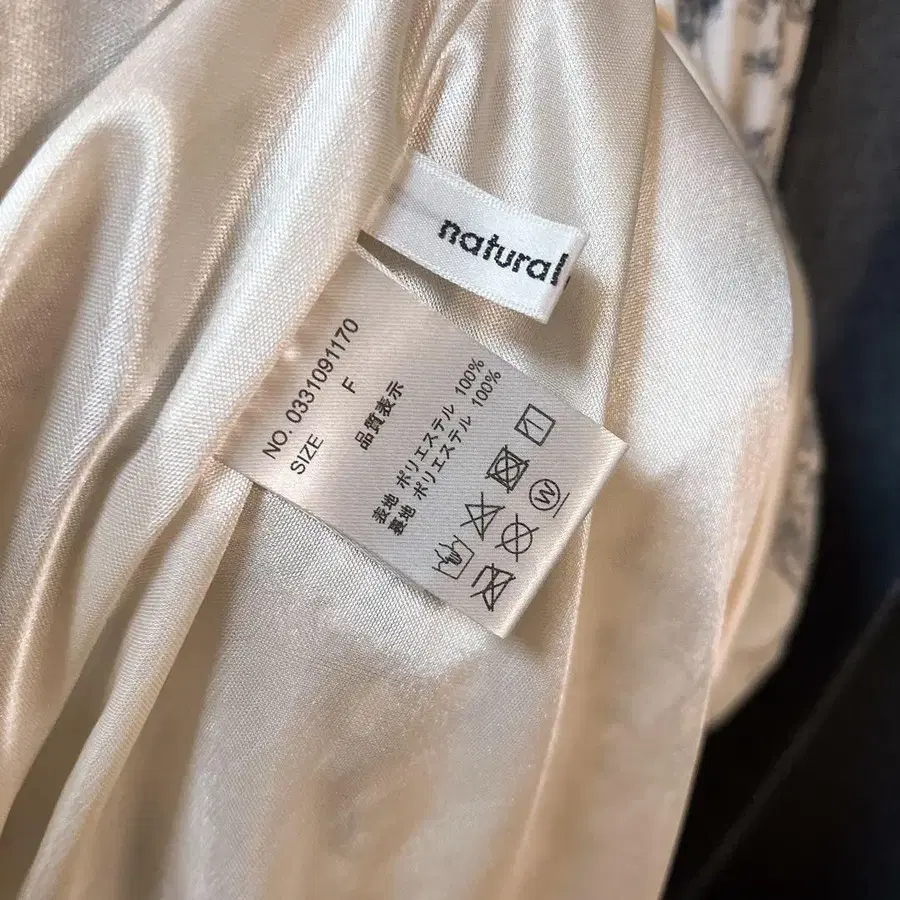 natural.
NO. 0331091170
SIZE F
品質表示
表地 ポリエステル 100%
裏地 ポリエステル 100%
W